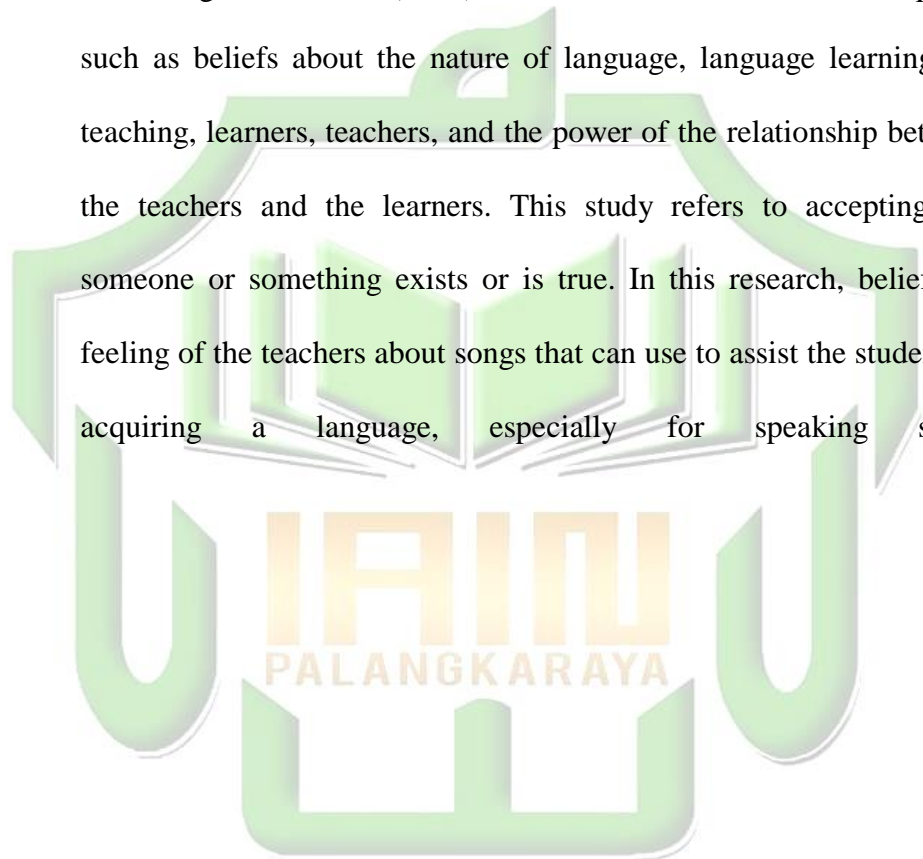 such as beliefs about the nature of language, language learning
teaching, learners, teachers, and the power of the relationship
the teachers and the learners. This study refers to accepting
someone or something exists or is true. In this research,
feeling of the teachers about songs that can use to assist the
acquiring a language, especially for speaking
IAIN
PALANGKARAYA